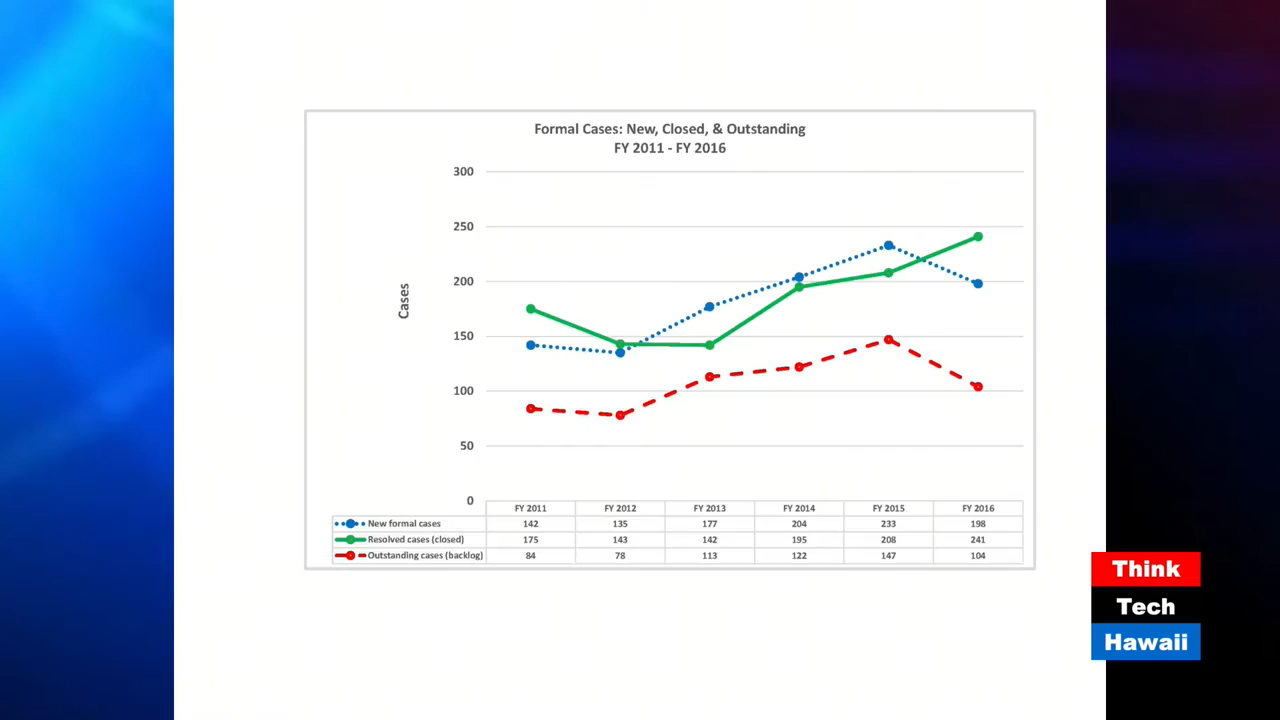 Formal Cases: New, Closed, & Outstanding
FY 2011 - FY 2016
300
250
200
150
100
50
0
Cases
FY 2011 FY 2012 FY 2013 FY 2014 FY 2015 FY 2016
New formal cases 142 135 177 204 233 198
Resolved cases (closed) 175 143 142 195 208 241
Outstanding cases (backlog) 84 78 113 122 147 104
Think
Tech
Hawaii